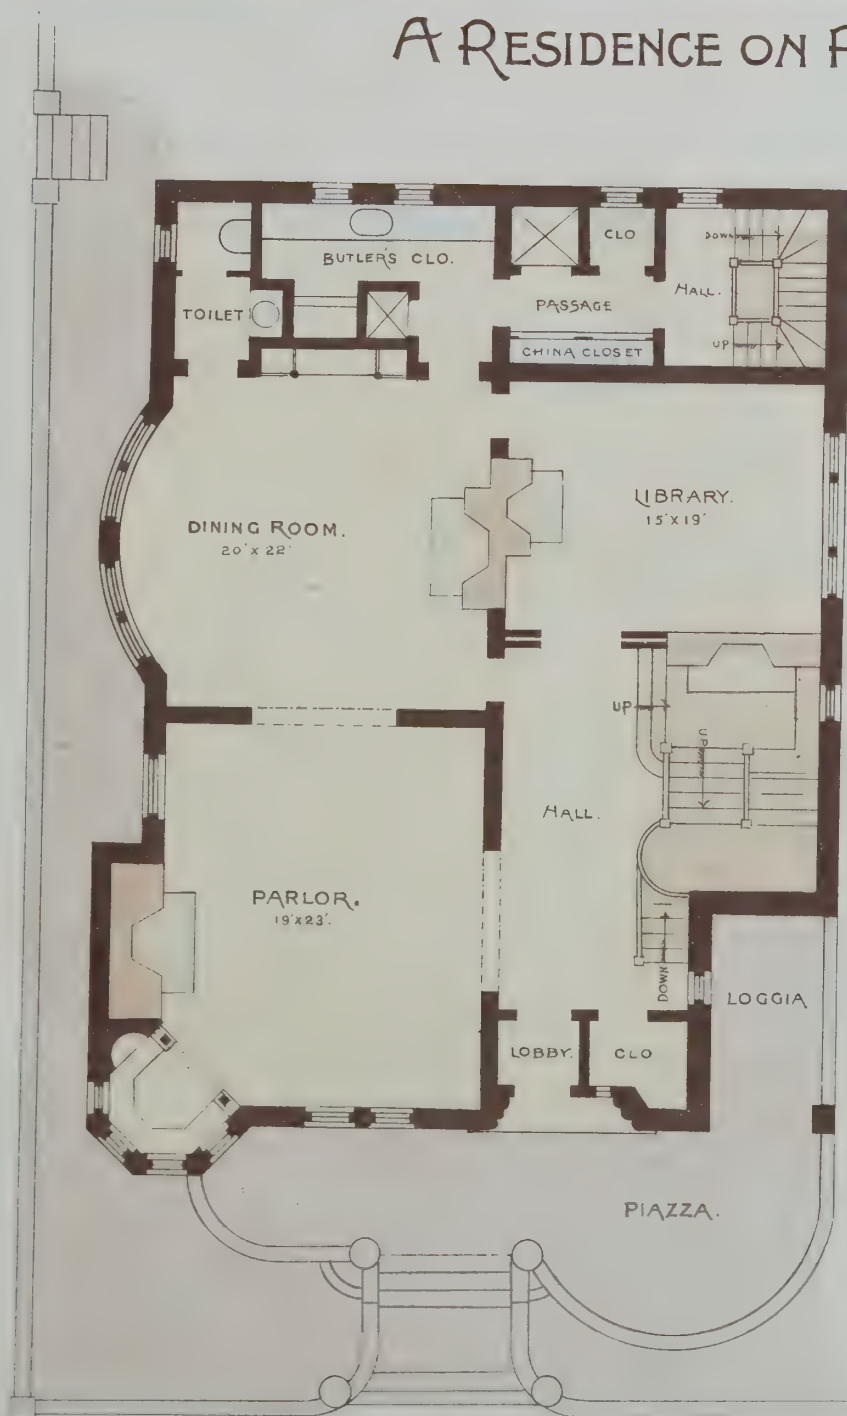 A RESIDENCE ON
CLO
DOWN
BUTLER'S CLO.
HALL.
PASSAGE
TOILET
UP
CHINA CLOSET
LIBRARY.
15'X19'
DINING ROOM.
20'X22'
UP
UP
HALL.
PARLOR.
19'X23'.
DOWN
LOGGIA
LOBBY.
CLO
PIAZZA.